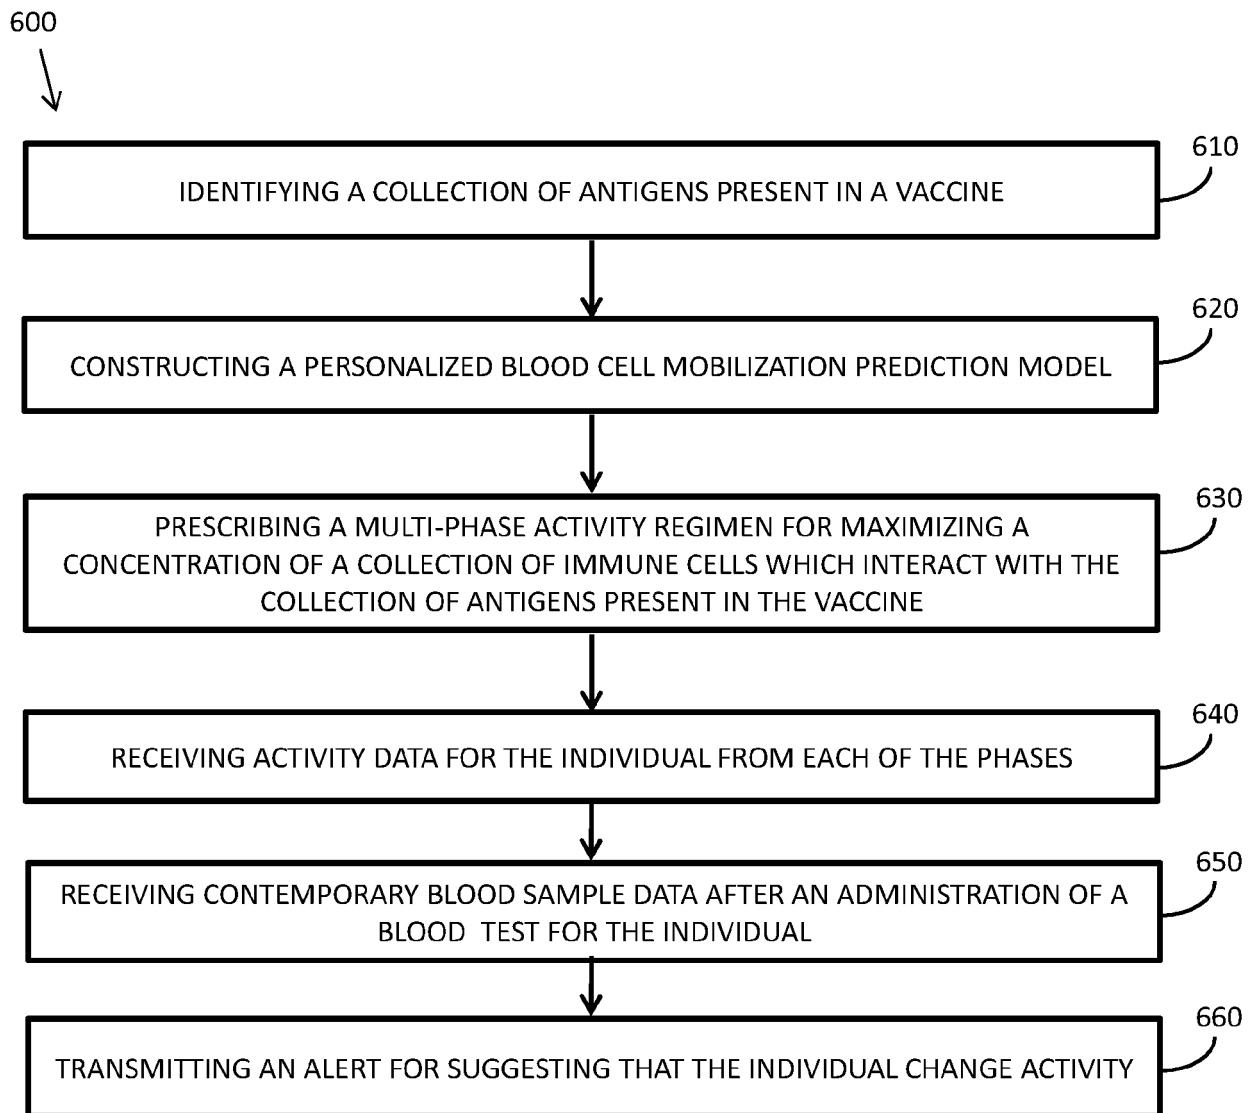 600
610
IDENTIFYING A COLLECTION OF ANTIGENS PRESENT IN A VACCINE
620
CONSTRUCTING A PERSONALIZED BLOOD CELL MOBILIZATION PREDICTION MODEL
630
PRESCRIBING A MULTI-PHASE ACTIVITY REGIMEN FOR MAXIMIZING A
CONCENTRATION OF A COLLECTION OF IMMUNE CELLS WHICH INTERACT WITH THE
COLLECTION OF ANTIGENS PRESENT IN THE VACCINE
640
RECEIVING ACTIVITY DATA FOR THE INDIVIDUAL FROM EACH OF THE PHASES
650
RECEIVING CONTEMPORARY BLOOD SAMPLE DATA AFTER AN ADMINISTRATION OF A
BLOOD TEST FOR THE INDIVIDUAL
660
TRANSMITTING AN ALERT FOR SUGGESTING THAT THE INDIVIDUAL CHANGE ACTIVITY